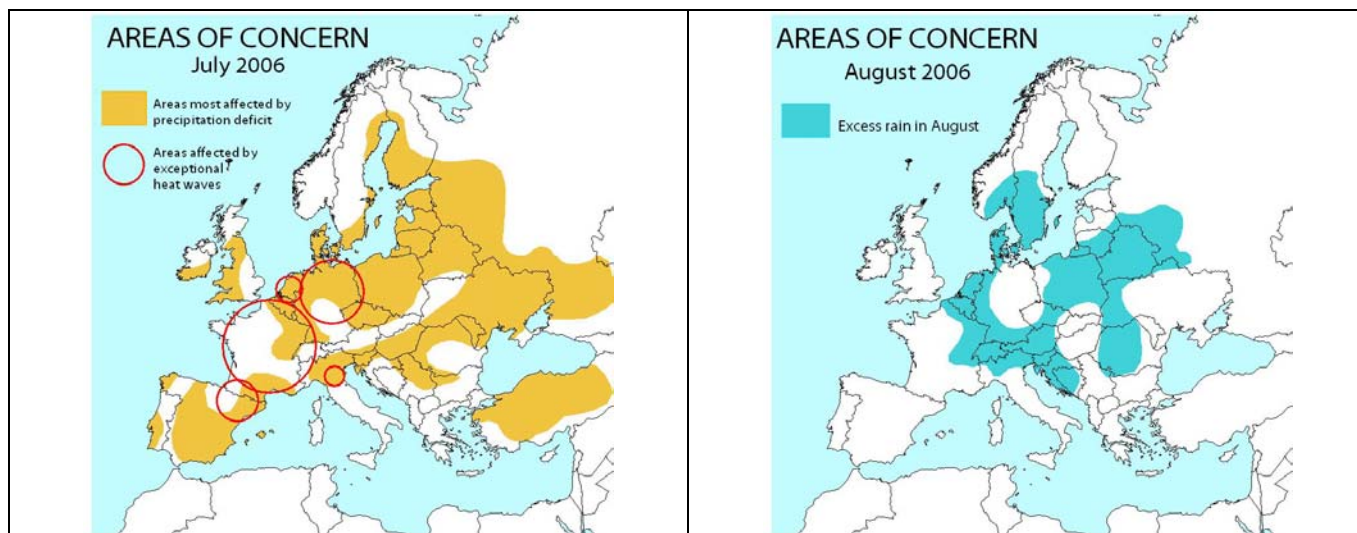 AREAS OF CONCERN
July 2006
Areas most affected by
precipitation deficit
Areas affected by
exceptional
heat waves
AREAS OF CONCERN
August 2006
Excess rain in August